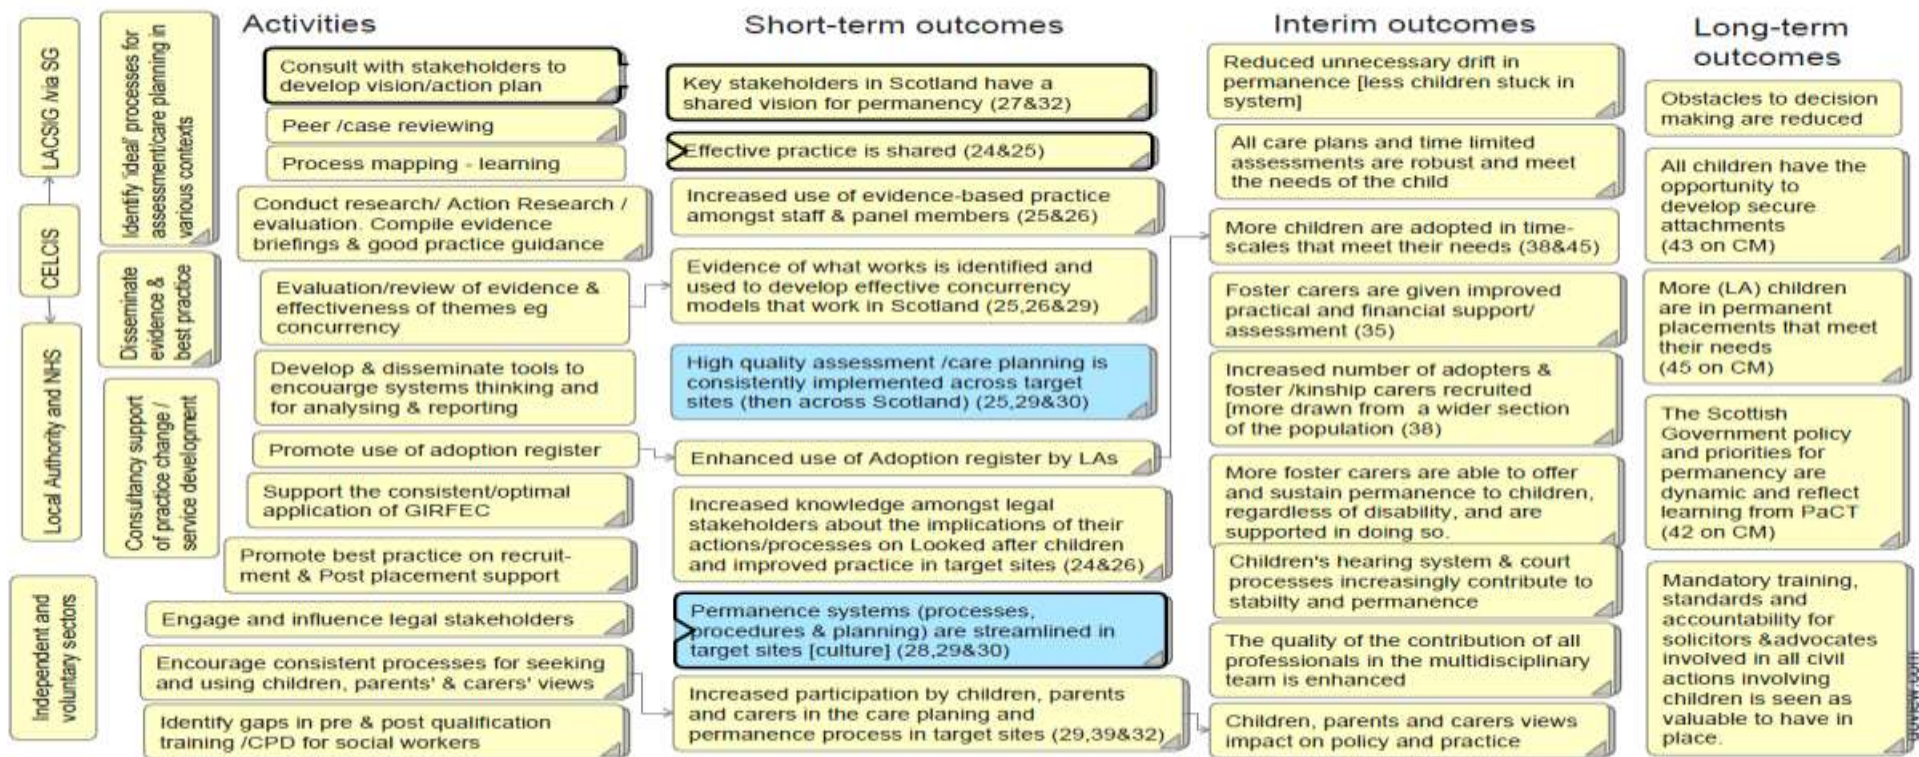 LACSIG /via SG
CELCIS
Local Authority and NHS
Independent and
voluntary sectors
Identify 'ideal' processes for
assessment/care planning in
various contexts
Disseminate
evidence &
best practice
Consultancy support
of practice change /
service development
Activities
Consult with stakeholders to
develop vision/action plan
Peer /case reviewing
Process mapping - learning
Conduct research/ Action Research /
evaluation. Compile evidence
briefings & good practice guidance
Evaluation/review of evidence &
effectiveness of themes eg
concurrency
Develop & disseminate tools to
encouarge systems thinking and
for analysing & reporting
Promote use of adoption register
Support the consistent/optimal
application of GIRFEC
Promote best practice on recruit-
ment & Post placement support
Engage and influence legal stakeholders
Encourage consistent processes for seeking
and using children, parents' & carers' views
Identify gaps in pre & post qualification
training /CPD for social workers
Short-term outcomes
Key stakeholders in Scotland have a
shared vision for permanency (27&32)
Effective practice is shared (24&25)
Increased use of evidence-based practice
amongst staff & panel members (25&26)
Evidence of what works is identified and
used to develop effective concurrency
models that work in Scotland (25,26&29)
High quality assessment /care planning is
consistently implemented across target
sites (then across Scotland) (25,29&30)
Enhanced use of Adoption register by LAs
Increased knowledge amongst legal
stakeholders about the implications of their
actions/processes on Looked after children
and improved practice in target sites (24&26)
Permanence systems (processes,
procedures & planning) are streamlined in
target sites [culture] (28,29&30)
Increased participation by children, parents
and carers in the care planing and
permanence process in target sites (29,39&32)
Interim outcomes
Reduced unnecessary drift in
permanence [less children stuck in
system]
All care plans and time limited
assessments are robust and meet
the needs of the child
More children are adopted in time-
scales that meet their needs (38&45)
Foster carers are given improved
practical and financial support/
assessment (35)
Increased number of adopters &
foster /kinship carers recruited
[more drawn from a wider section
of the population (38)
More foster carers are able to offer
and sustain permanence to children,
regardless of disability, and are
supported in doing so.
Children's hearing system & court
processes increasingly contribute to
stabilty and permanence
The quality of the contribution of all
professionals in the multidisciplinary
team is enhanced
Children, parents and carers views
impact on policy and practice
Long-term
outcomes
Obstacles to decision
making are reduced
All children have the
opportunity to
develop secure
attachments
(43 on CM)
More (LA) children
are in permanent
placements that meet
their needs
(45 on CM)
The Scottish
Government policy
and priorities for
permanency are
dynamic and reflect
learning from PaCT
(42 on CM)
Mandatory training,
standards and
accountability for
solicitors &advocates
involved in all civil
actions involving
children is seen as
valuable to have in
place.
goview.com